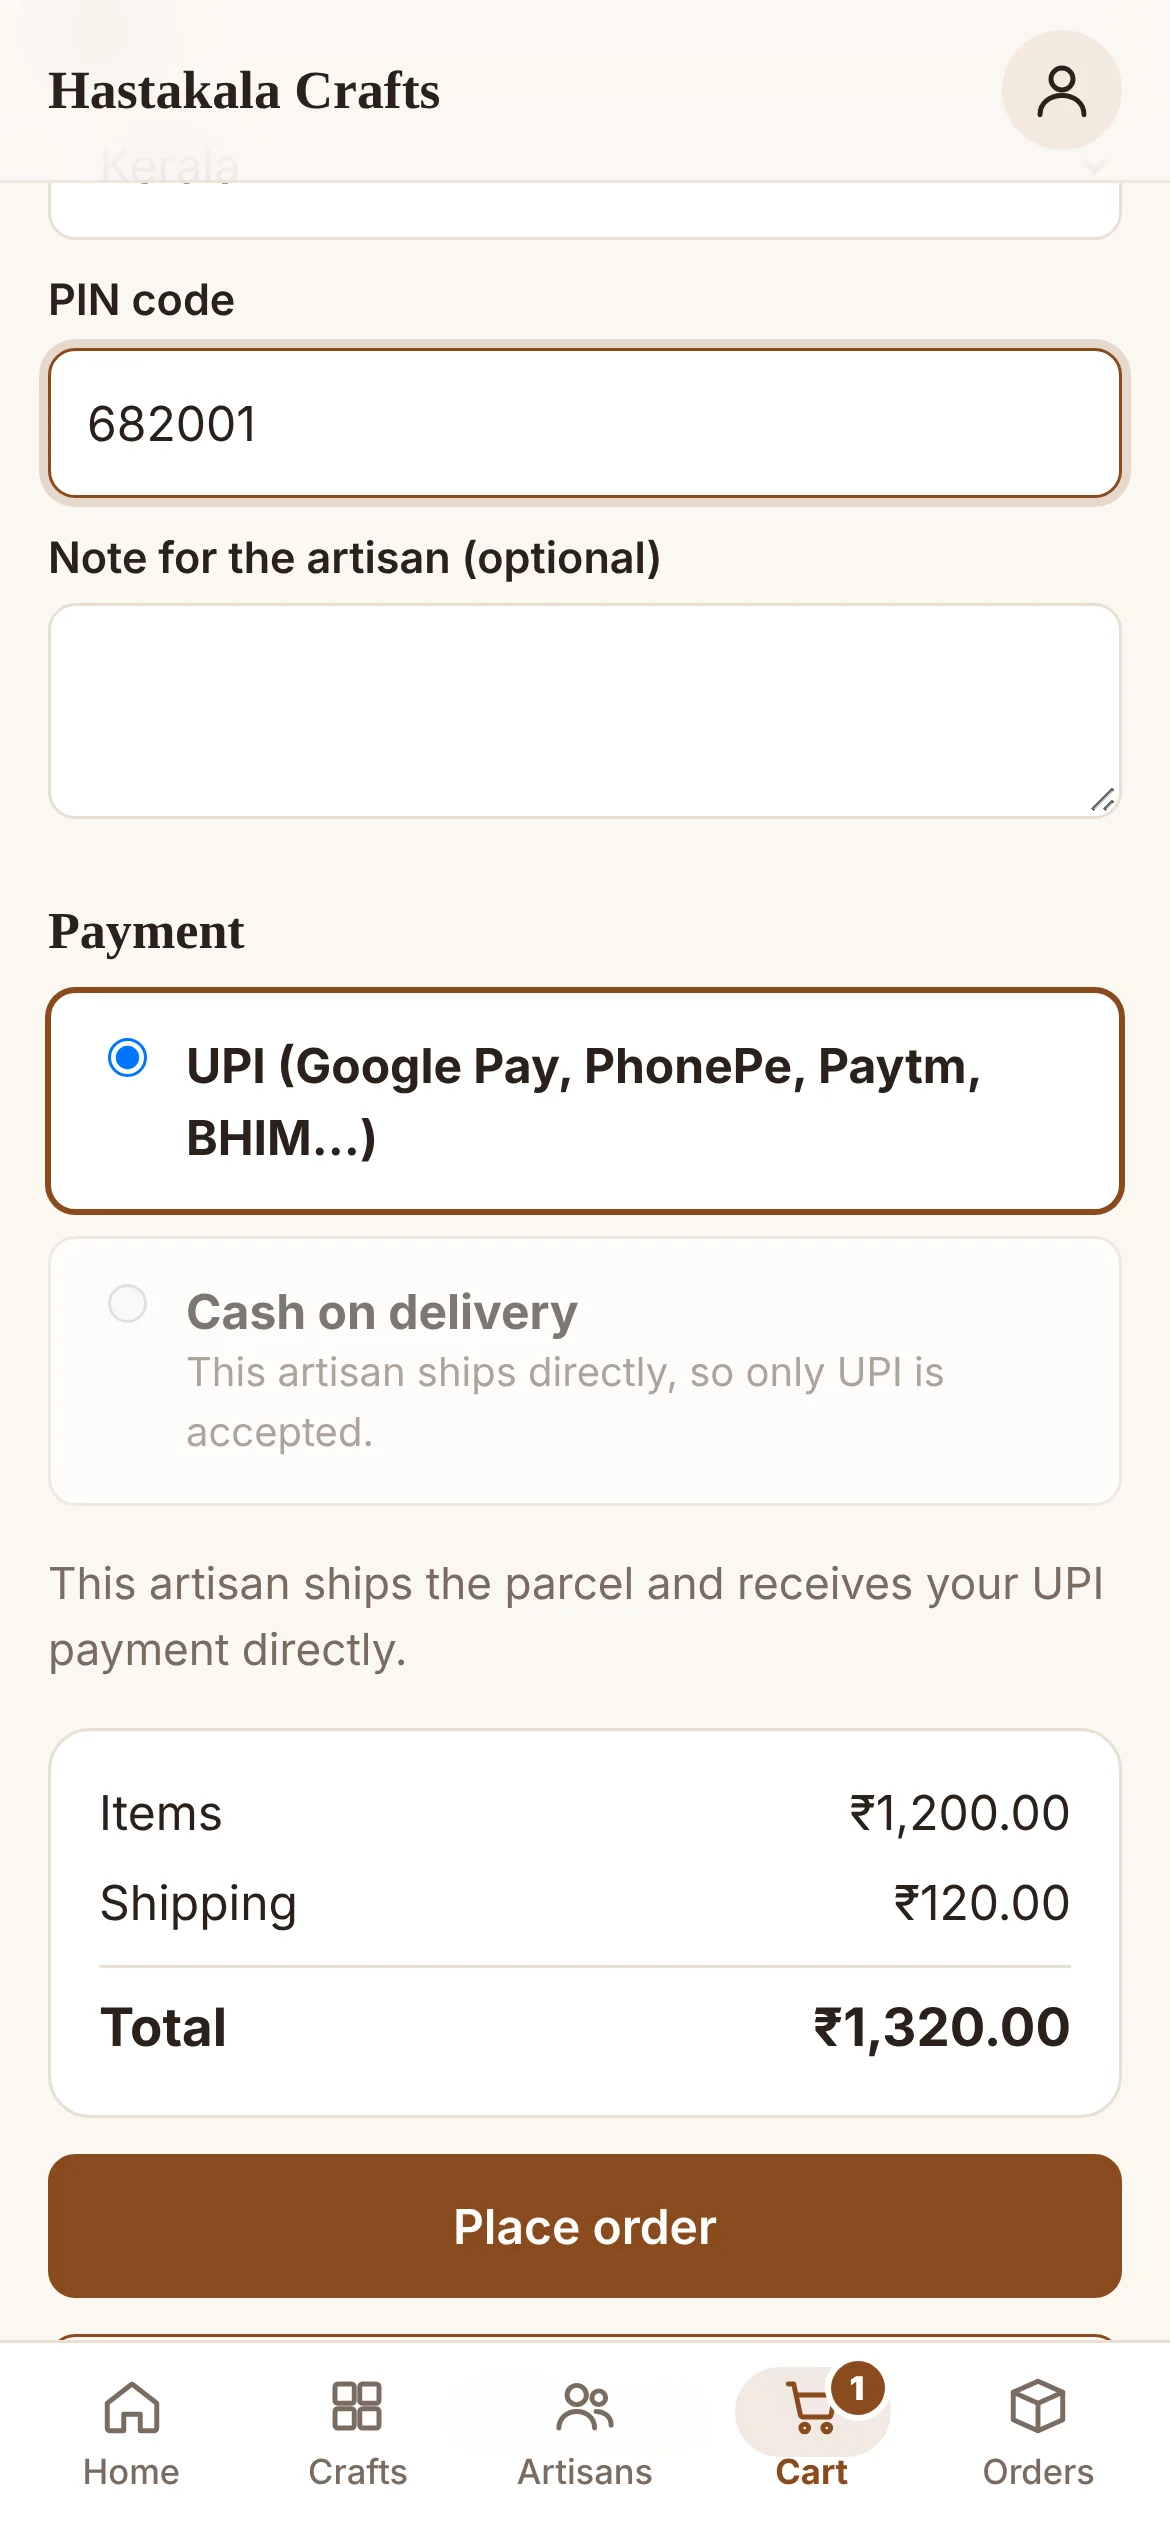 Hastakala Crafts
Kerala
PIN code
682001
Note for the artisan (optional)
Payment
UPI (Google Pay, PhonePe, Paytm,
BHIM...)
Cash on delivery
This artisan ships directly, so only UPI is
accepted.
This artisan ships the parcel and receives your UPI
payment directly.
Items ₹1,200.00
Shipping ₹120.00
Total ₹1,320.00
Place order
1
Home Crafts Artisans Cart Orders